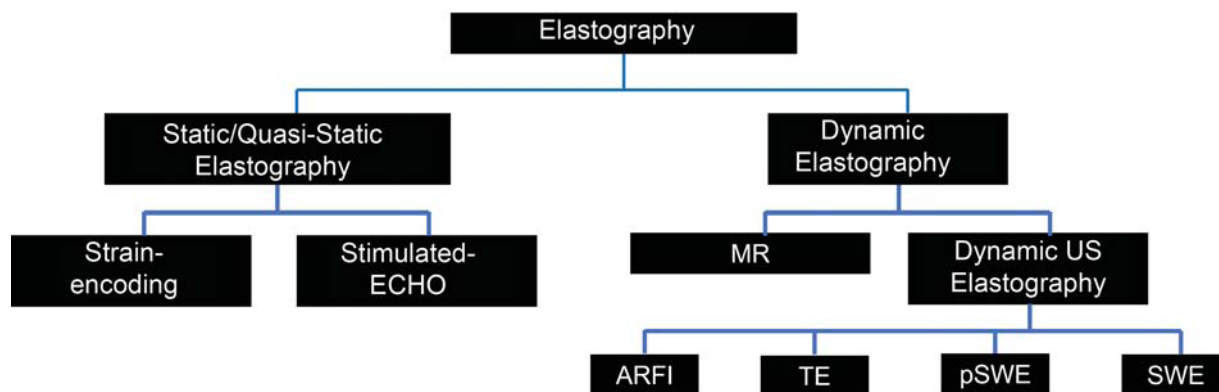 Elastography
Static/Quasi-Static
Elastography
Dynamic
Elastography
Strain-
encoding
Stimulated-
ECHO
MR
Dynamic US
Elastography
ARFI
TE
pSWE
SWE